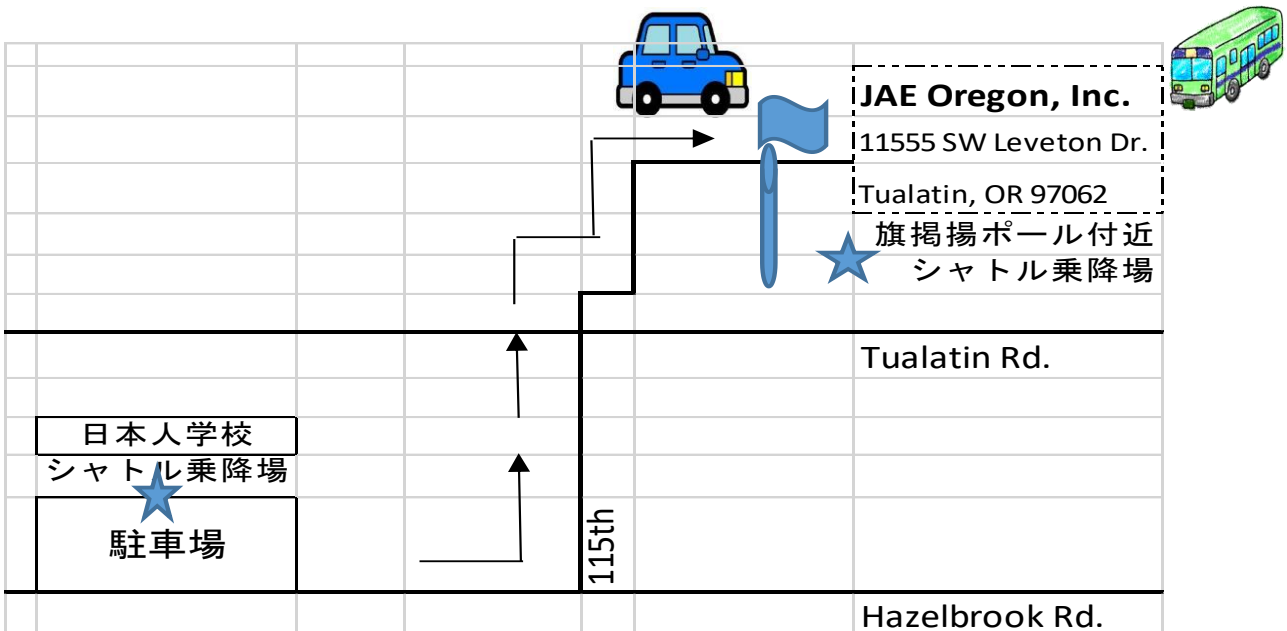 JAE Oregon, Inc.
11555 SW Leveton Dr.
Tualatin, OR 97062
旗掲揚ポール付近
シャトル乗降場
Tualatin Rd.
日本人学校
シャトル乗降場
駐車場
115th
Hazelbrook Rd.